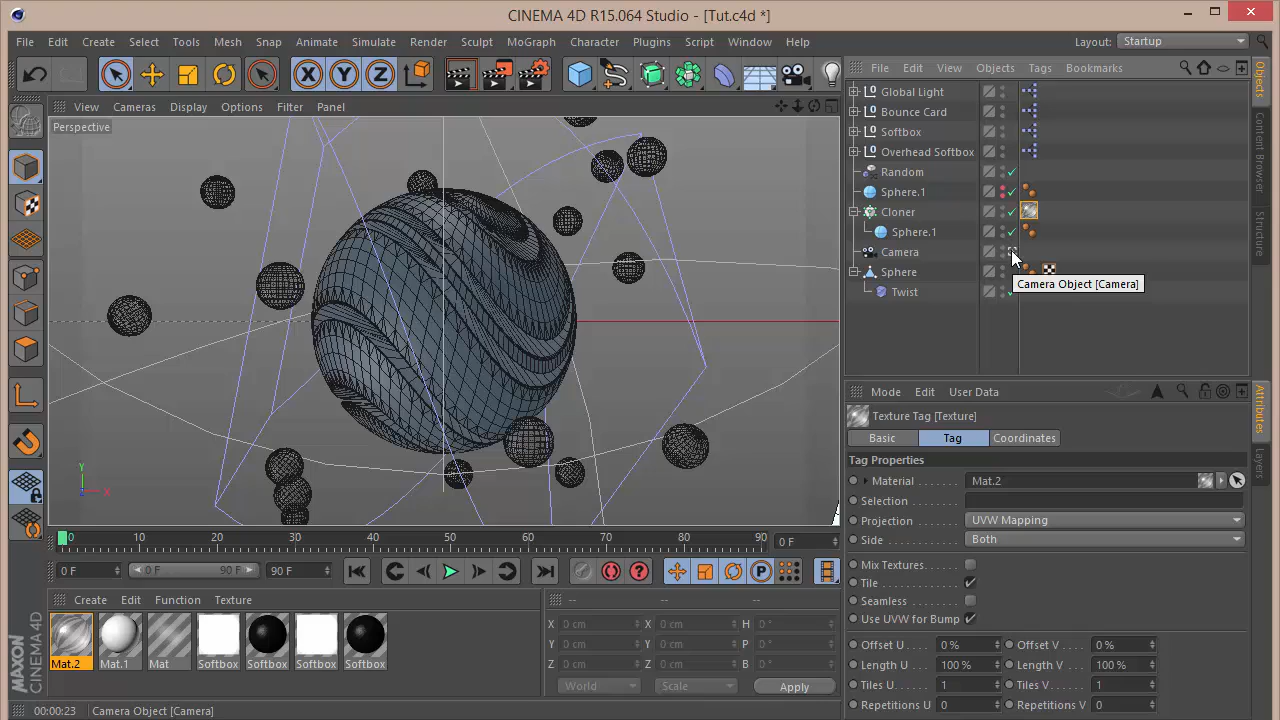 CINEMA 4D R15.064 Studio - [Tut.c4d *]
File Edit Create Select Tools Mesh Snap Animate Simulate Render Sculpt MoGraph Character Plugins Script Window Help
Layout: Startup
X Y Z
File Edit View Objects Tags Bookmarks
View Cameras Display Options Filter Panel
Perspective
Y
X
Z
Global Light
Bounce Card
Softbox
Overhead Softbox
Random
Sphere.1
Cloner
Sphere.1
Camera
Sphere
Twist
Camera Object [Camera]
Objects
Content Browser
Structure
Mode Edit User Data
Texture Tag [Texture]
Basic Tag Coordinates
Tag Properties
Material Mat.2
Selection
Projection UVW Mapping
Side Both
Mix Textures
Tile
Seamless
Use UVW for Bump
Offset U 0 % Offset V 0 %
Length U 100 % Length V 100 %
Tiles U 1 Tiles V 1
Repetitions U 0 Repetitions V 0
Attributes
Layers
0 10 20 30 40 50 60 70 80 90 0 F
0 F 0 F 90 F 90 F
P
Create Edit Function Texture
Mat.2 Mat.1 Mat Softbox Softbox Softbox Softbox
-- -- --
X 0 cm X 0 cm H 0 °
Y 0 cm Y 0 cm P 0 °
Z 0 cm Z 0 cm B 0 °
World Scale Apply
MAXON
CINEMA 4D
00:00:23 Camera Object [Camera]